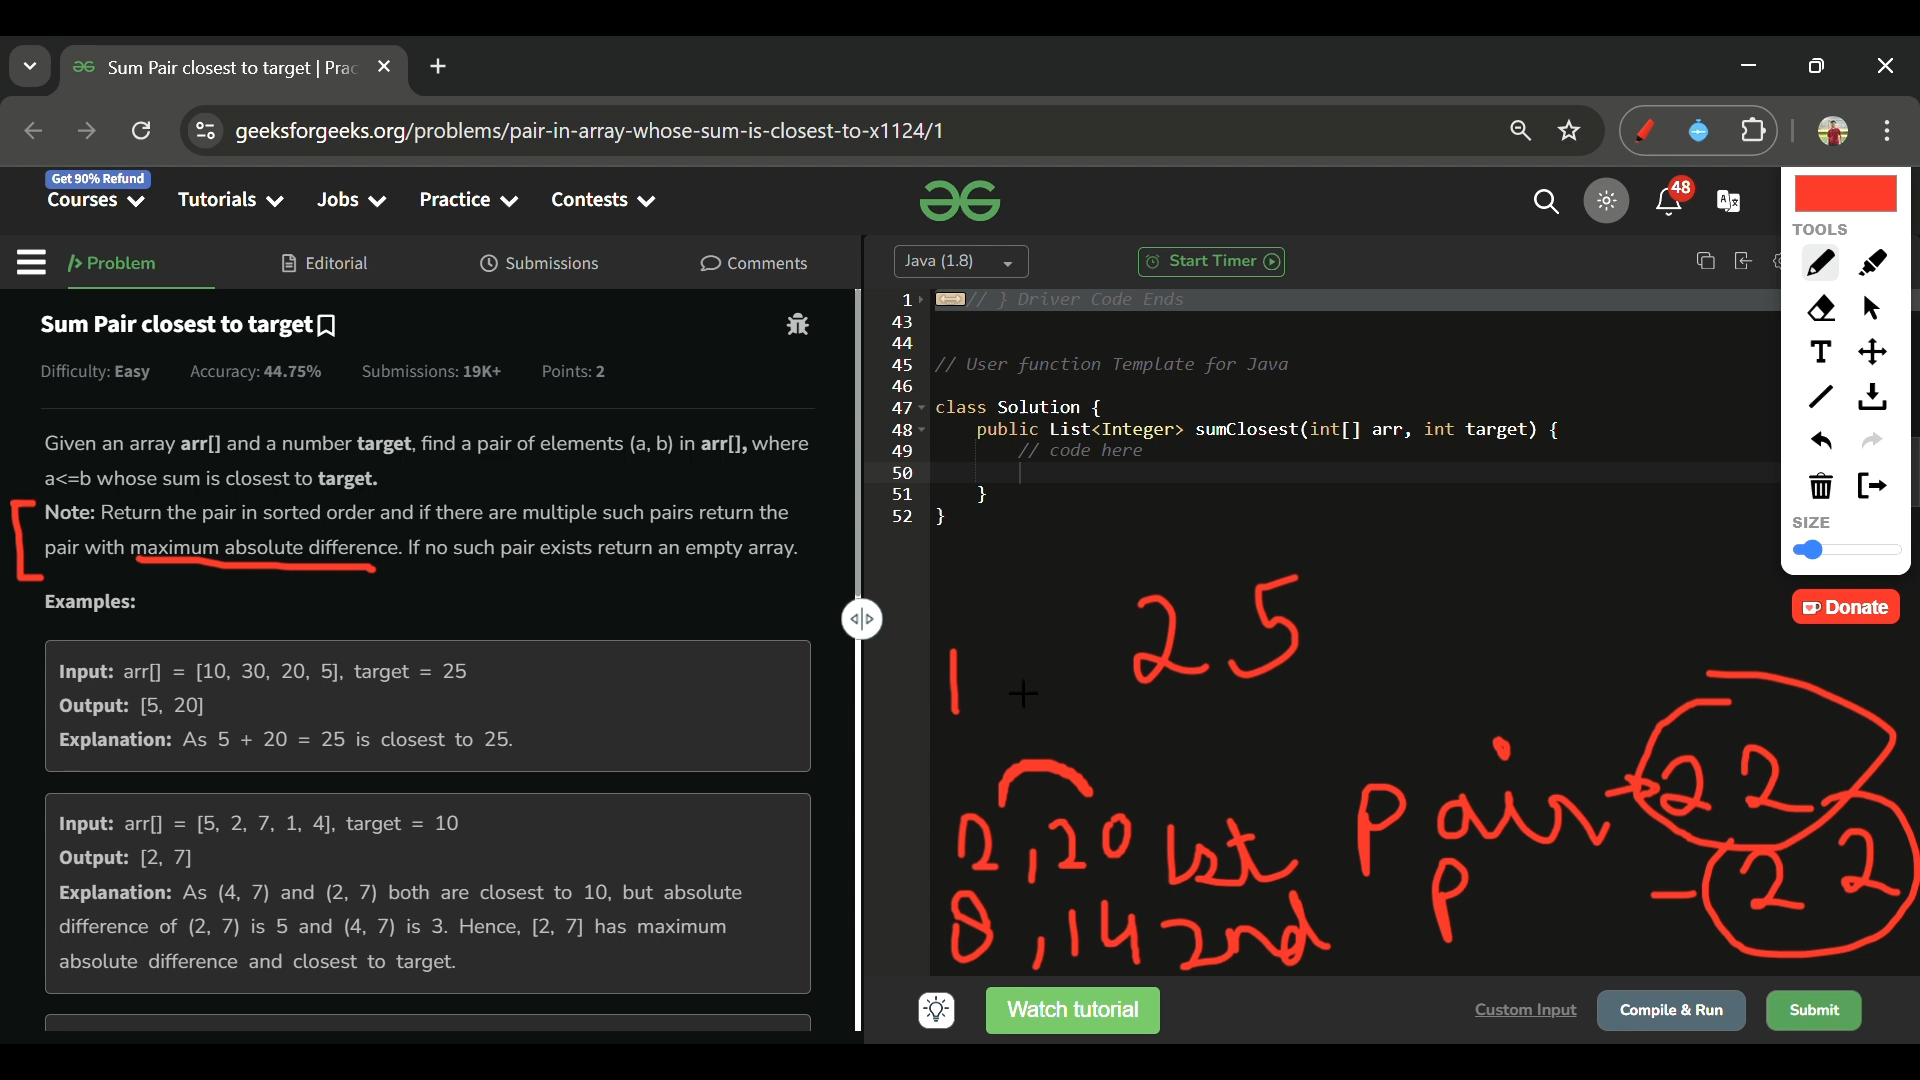 Sum Pair closest to target | Prac
geeksforgeeks.org/problems/pair-in-array-whose-sum-is-closest-to-x1124/1
Get 90% Refund
Courses Tutorials Jobs Practice Contests
48
TOOLS
Problem Editorial Submissions Comments
Java (1.8) Start Timer
Sum Pair closest to target
Difficulty: Easy Accuracy: 44.75% Submissions: 19K+ Points: 2
Given an array arr[] and a number target, find a pair of elements (a, b) in arr[], where
a<=b whose sum is closest to target.
Note: Return the pair in sorted order and if there are multiple such pairs return the
pair with maximum absolute difference. If no such pair exists return an empty array.
Examples:
Input: arr[] = [10, 30, 20, 5], target = 25
Output: [5, 20]
Explanation: As 5 + 20 = 25 is closest to 25.
Input: arr[] = [5, 2, 7, 1, 4], target = 10
Output: [2, 7]
Explanation: As (4, 7) and (2, 7) both are closest to 10, but absolute
difference of (2, 7) is 5 and (4, 7) is 3. Hence, [2, 7] has maximum
absolute difference and closest to target.
1 // } Driver Code Ends
43
44
45 // User function Template for Java
46
47 class Solution {
48 public List<Integer> sumClosest(int[] arr, int target) {
49 // code here
50
51 }
52 }
T
SIZE
Donate
25
1
2,20 1st Pair → 22
8,14 2nd P - 22
Watch tutorial Custom Input Compile & Run Submit